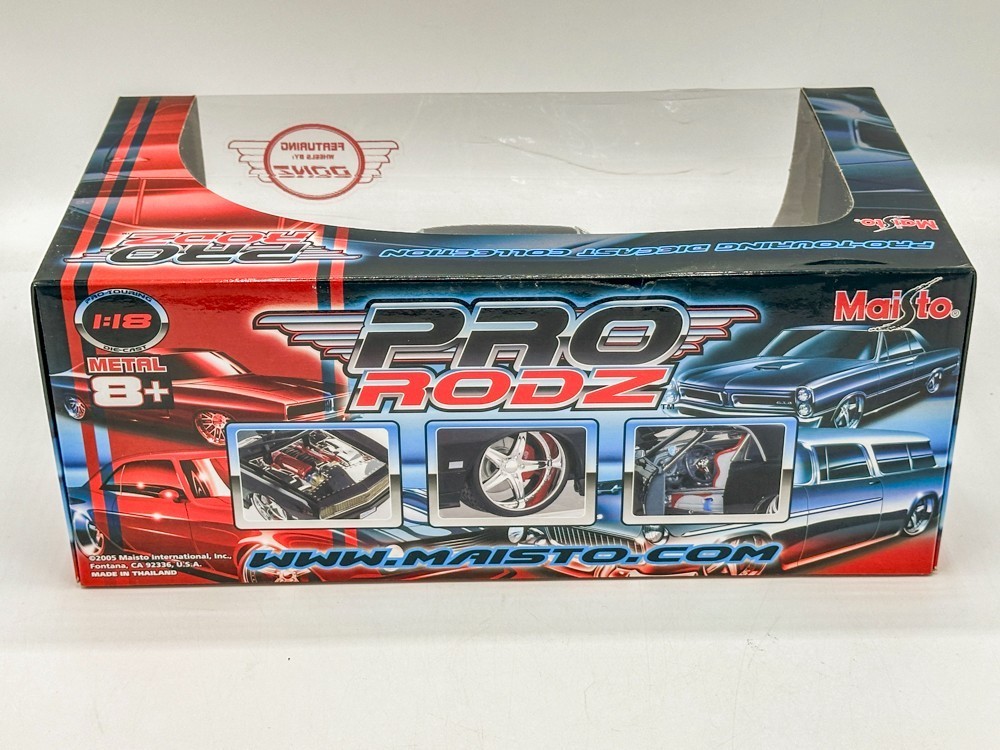 FEATURING
WHEELS BY:
DONZ
Maisto
PRO
RODZ
PRO-TOURING DIECAST COLLECTION
PRO-TOURING
1:18
DIE-CAST
METAL
8+
PRO
RODZ™
Maisto®
©2005 Maisto International, Inc.,
Fontana, CA 92336, U.S.A.
MADE IN THAILAND
WWW.MAISTO.COM